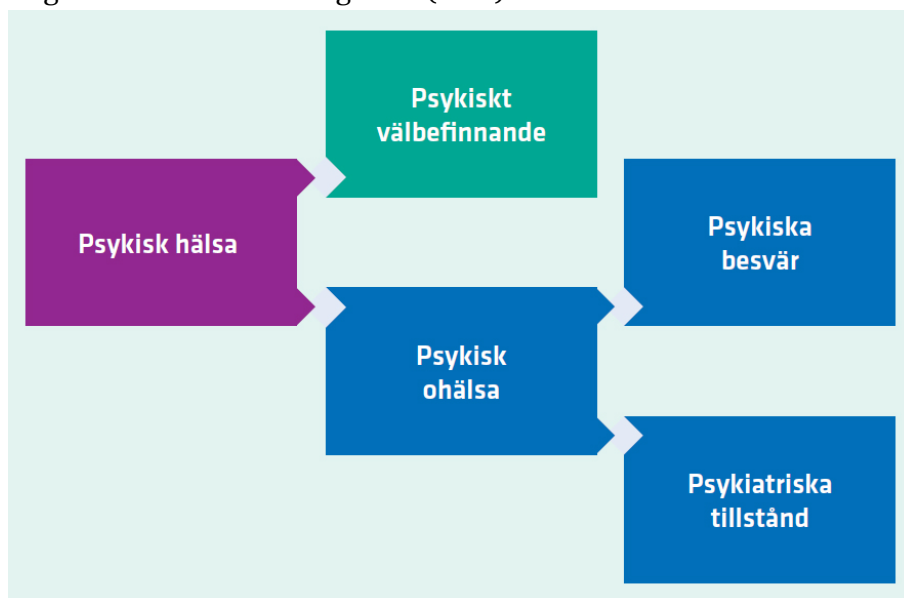 Psykiskt
välbefinnande
Psykisk hälsa
Psykiska
besvär
Psykisk
ohälsa
Psykiatriska
tillstånd